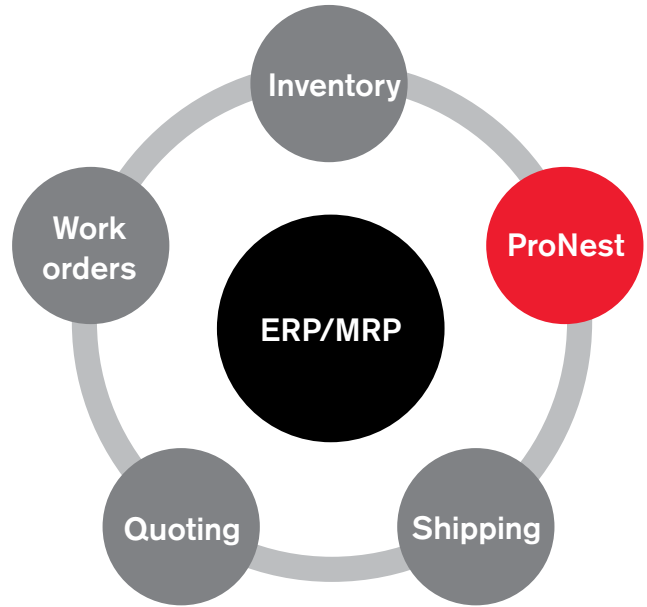 Inventory
Work
orders
ProNest
ERP/MRP
Quoting
Shipping